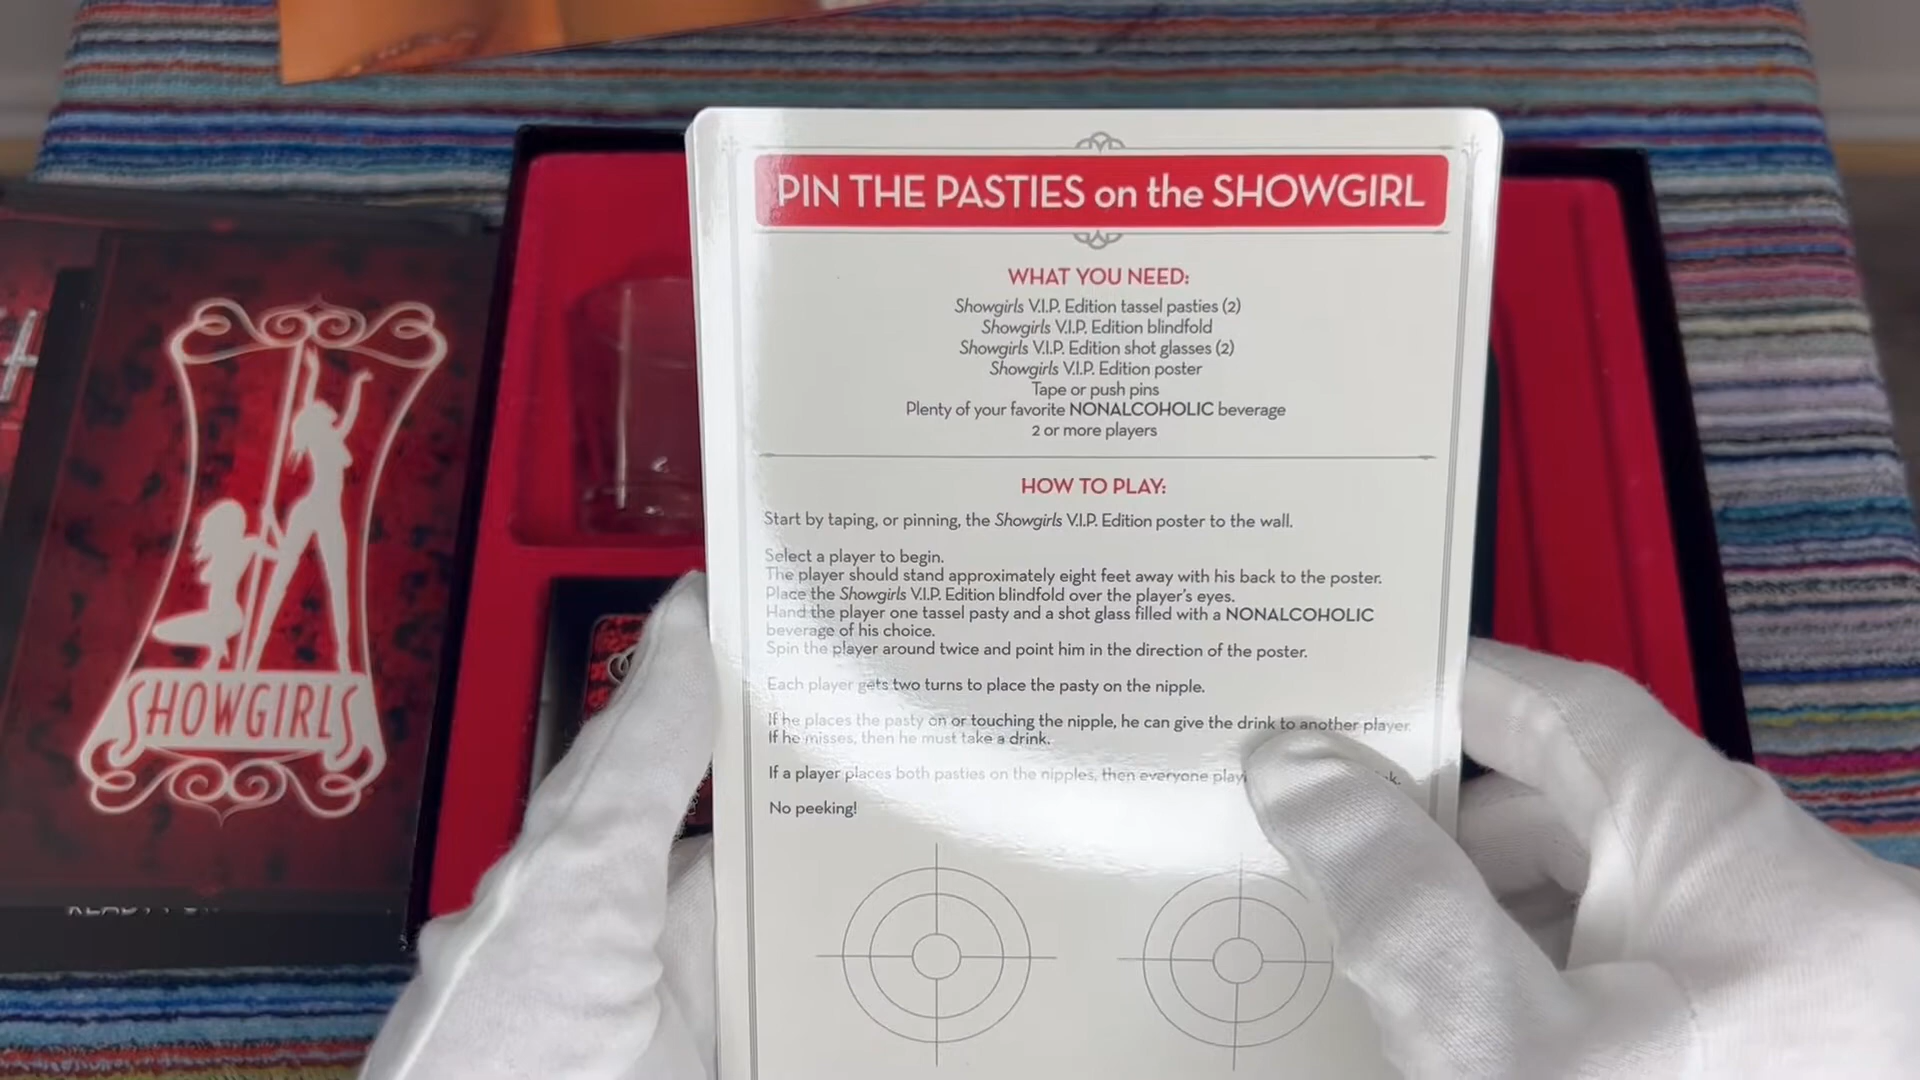 PIN THE PASTIES on the SHOWGIRL
WHAT YOU NEED:
Showgirls V.I.P. Edition tassel pasties (2)
Showgirls V.I.P. Edition blindfold
Showgirls V.I.P. Edition shot glasses (2)
Showgirls V.I.P. Edition poster
Tape or push pins
Plenty of your favorite NONALCOHOLIC beverage
2 or more players
HOW TO PLAY:
Start by taping, or pinning, the Showgirls V.I.P. Edition poster to the wall.
Select a player to begin.
The player should stand approximately eight feet away with his back to the poster.
Place the Showgirls V.I.P. Edition blindfold over the player's eyes.
Hand the player one tassel pasty and a shot glass filled with a NONALCOHOLIC
beverage of his choice.
Spin the player around twice and point him in the direction of the poster.
Each player gets two turns to place the pasty on the nipple.
If he places the pasty on or touching the nipple, he can give the drink to another player.
If he misses, then he must take a drink.
If a player places both pasties on the nipples, then everyone
No peeking!
SHOWGIRLS